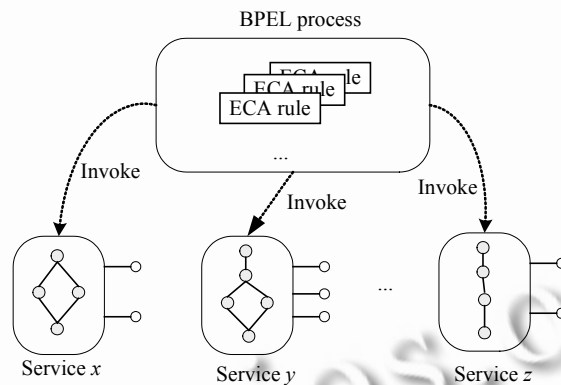 BPEL process
ECA rule
ECA rule
ECA rule
...
Invoke
Invoke
Invoke
...
Service x
Service y
Service z